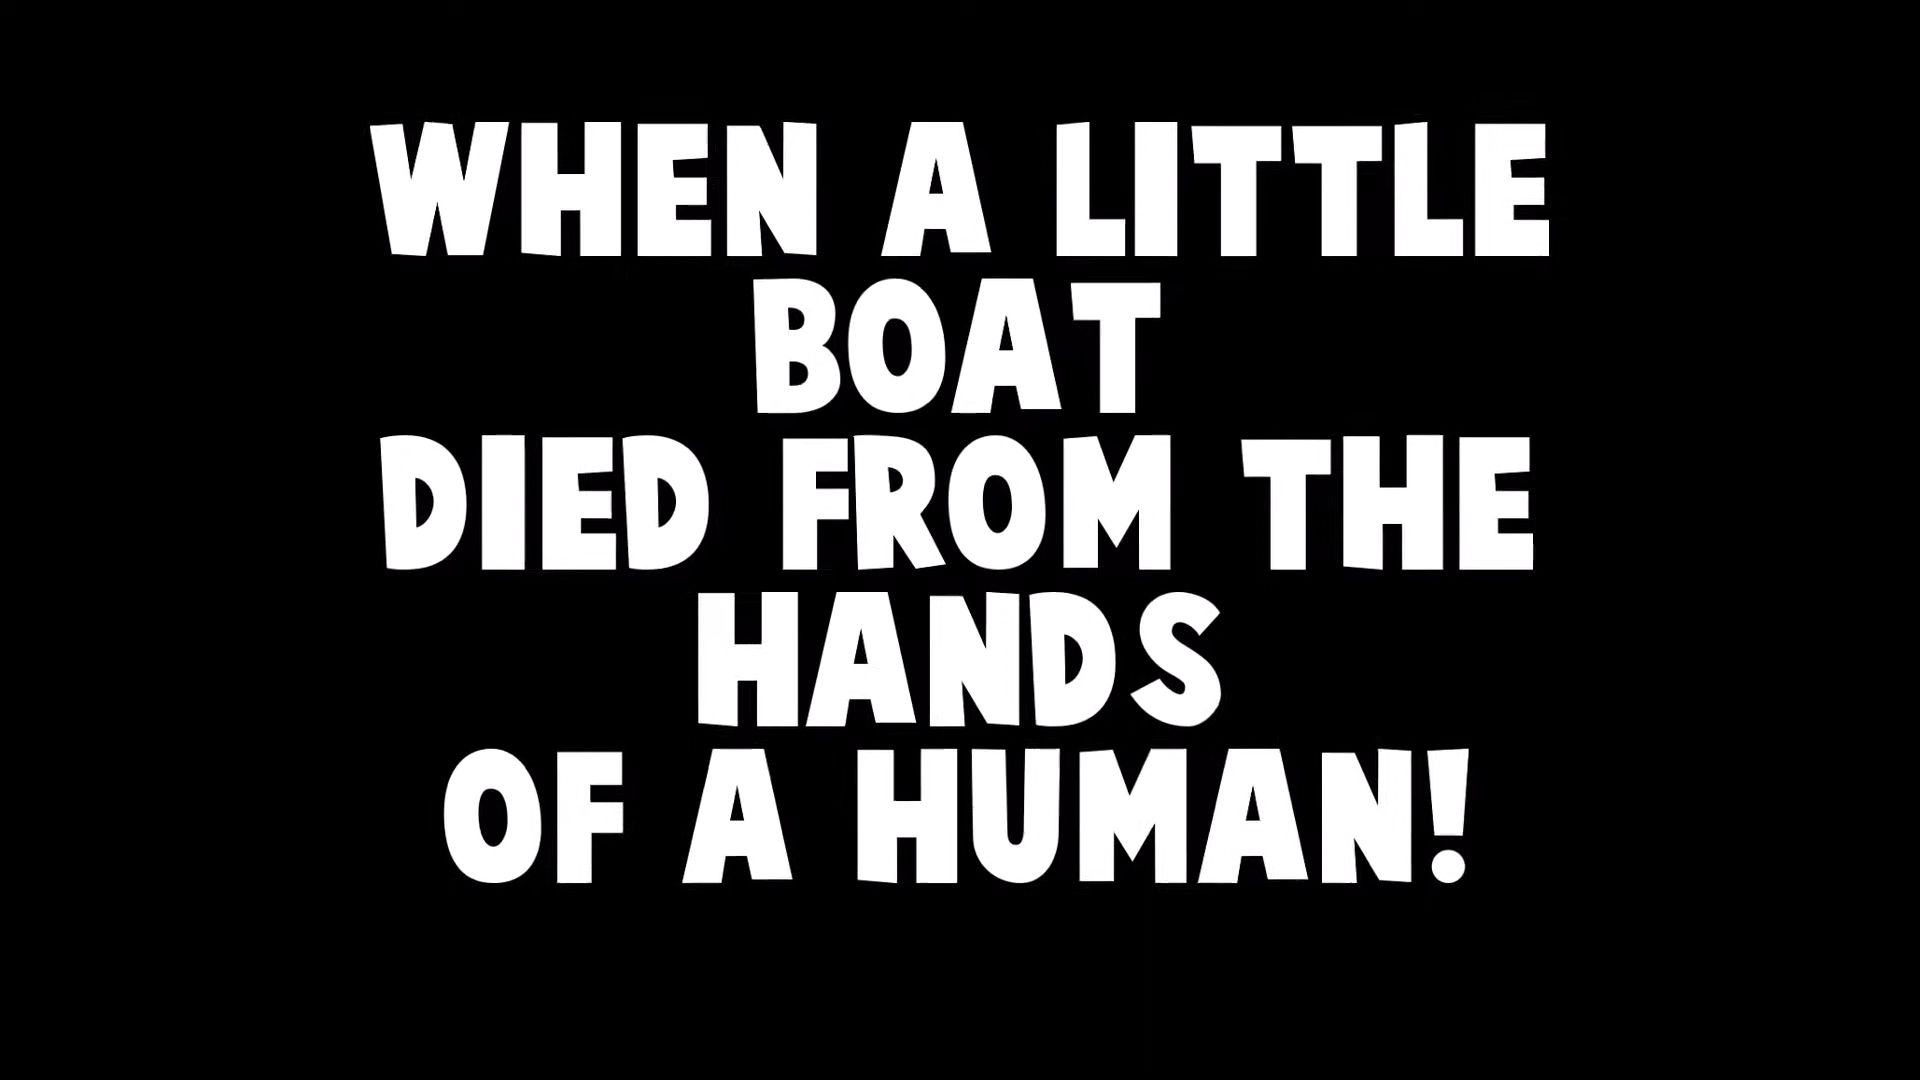 WHEN A LITTLE
BOAT
DIED FROM THE
HANDS
OF A HUMAN!